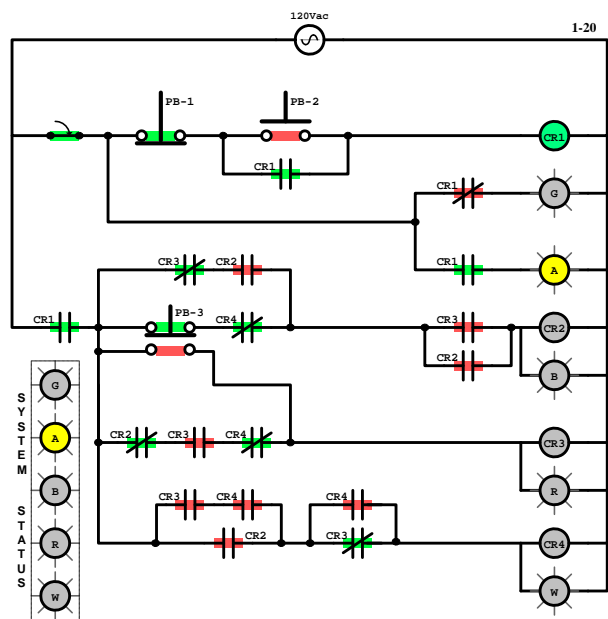 120Vac
1-20
PB-1
PB-2
CR1
CR1
CR1
G
CR1
A
CR3
CR2
CR1
PB-3
CR4
CR3
CR2
CR2
B
CR2
CR3
CR4
CR3
R
CR3
CR4
CR2
CR4
CR3
CR4
W
SYSTEM STATUS
G
A
B
R
W